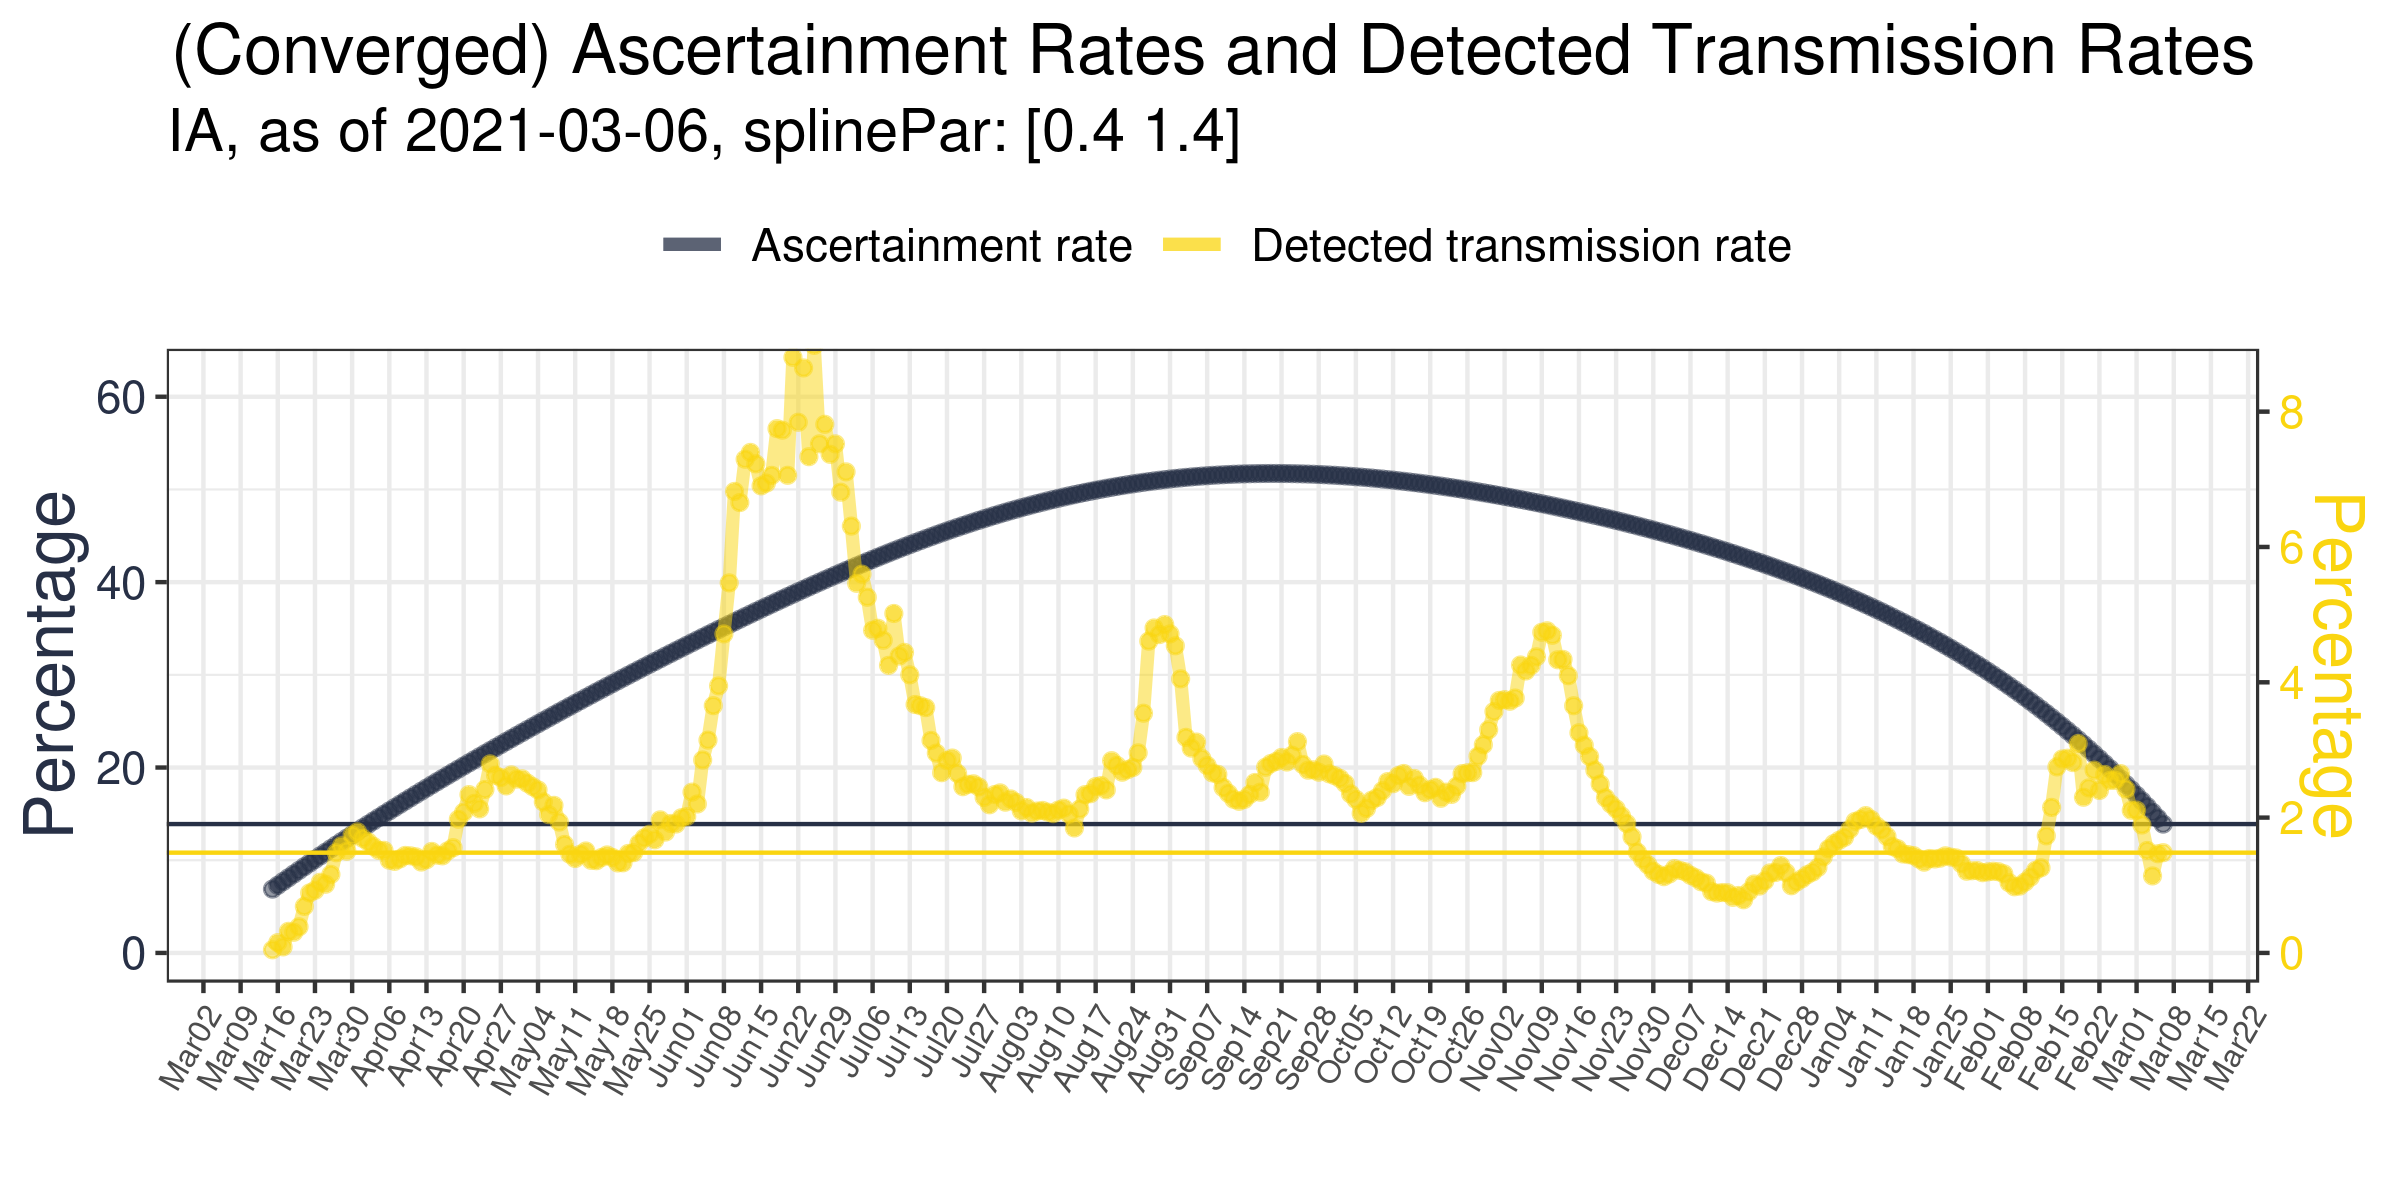 (Converged) Ascertainment Rates and Detected Transmission Rates
IA, as of 2021-03-06, splinePar: [0.4 1.4]
Ascertainment rate
Detected transmission rate
Percentage
60
40
20
0
8
6
4
2
0
Percentage
Mar02
Mar09
Mar16
Mar23
Mar30
Apr06
Apr13
Apr20
Apr27
May04
May11
May18
May25
Jun01
Jun08
Jun15
Jun22
Jun29
Jul06
Jul13
Jul20
Jul27
Aug03
Aug10
Aug17
Aug24
Aug31
Sep07
Sep14
Sep21
Sep28
Oct05
Oct12
Oct19
Oct26
Nov02
Nov09
Nov16
Nov23
Nov30
Dec07
Dec14
Dec21
Dec28
Jan04
Jan11
Jan18
Jan25
Feb01
Feb08
Feb15
Feb22
Mar01
Mar08
Mar15
Mar22